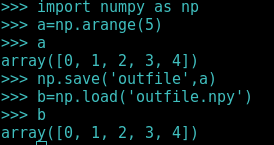 >>> import numpy as np
>>> a=np.arange(5)
>>> a
array([0, 1, 2, 3, 4])
>>> np.save('outfile',a)
>>> b=np.load('outfile.npy')
>>> b
array([0, 1, 2, 3, 4])